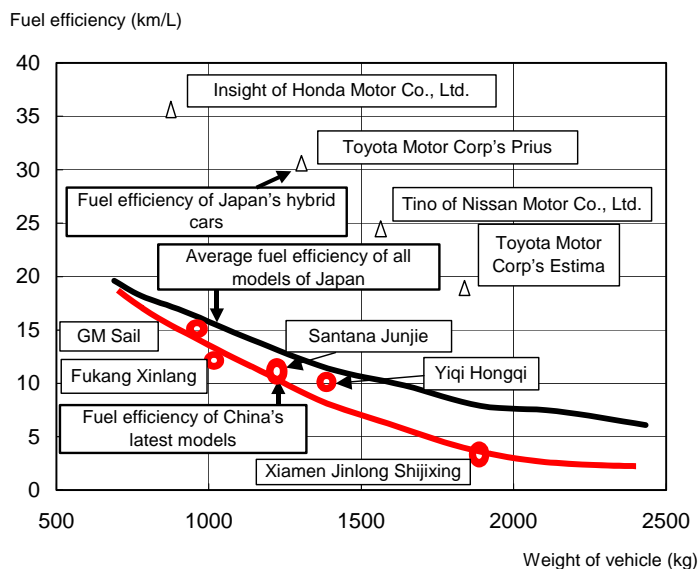 Fuel efficiency (km/L)
40
35
30
25
20
15
10
5
0
Insight of Honda Motor Co., Ltd.
Toyota Motor Corp’s Prius
Fuel efficiency of Japan’s hybrid
cars
Tino of Nissan Motor Co., Ltd.
Toyota Motor
Corp’s Estima
Average fuel efficiency of all
models of Japan
GM Sail
Santana Junjie
Fukang Xinlang
Yiqi Hongqi
Fuel efficiency of China’s
latest models
Xiamen Jinlong Shijixing
500 1000 1500 2000 2500
Weight of vehicle (kg)